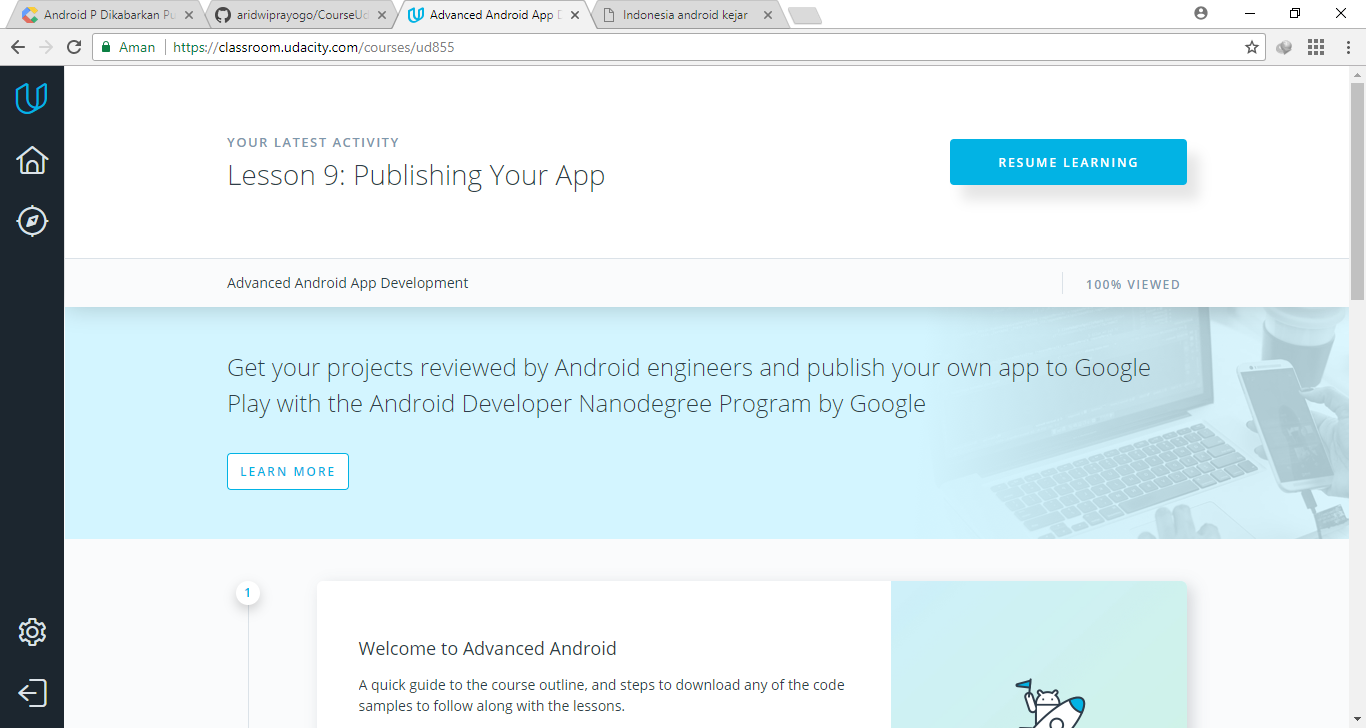 Android P Dikabarkan Pu
aridwiprayogo/CourseUd
Advanced Android App D
Indonesia android kejar
Aman
https://classroom.udacity.com/courses/ud855
YOUR LATEST ACTIVITY
Lesson 9: Publishing Your App
RESUME LEARNING
Advanced Android App Development
100% VIEWED
Get your projects reviewed by Android engineers and publish your own app to Google
Play with the Android Developer Nanodegree Program by Google
LEARN MORE
1
Welcome to Advanced Android
A quick guide to the course outline, and steps to download any of the code
samples to follow along with the lessons.